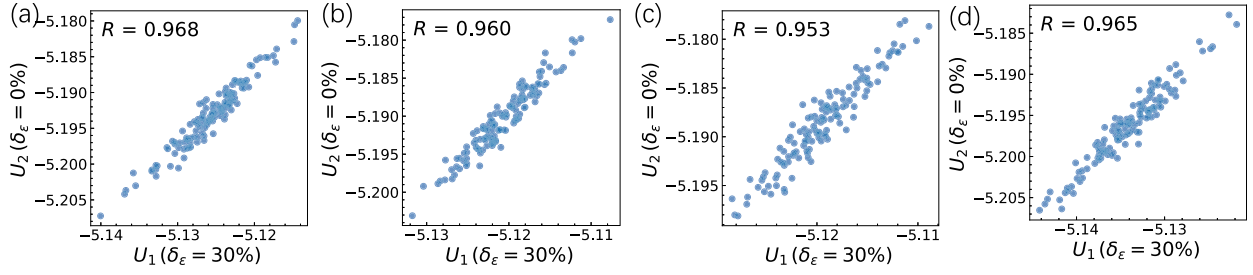 (a)
R = 0.968
U₂ (δε = 0%)
−5.180
−5.185
−5.190
−5.195
−5.200
−5.205
−5.14
−5.13
−5.12
U₁ (δε = 30%)
(b)
R = 0.960
U₂ (δε = 0%)
−5.180
−5.185
−5.190
−5.195
−5.200
−5.13
−5.12
−5.11
U₁ (δε = 30%)
(c)
R = 0.953
U₂ (δε = 0%)
−5.180
−5.185
−5.190
−5.195
−5.12
−5.11
U₁ (δε = 30%)
(d)
R = 0.965
U₂ (δε = 0%)
−5.185
−5.190
−5.195
−5.200
−5.205
−5.14
−5.13
U₁ (δε = 30%)